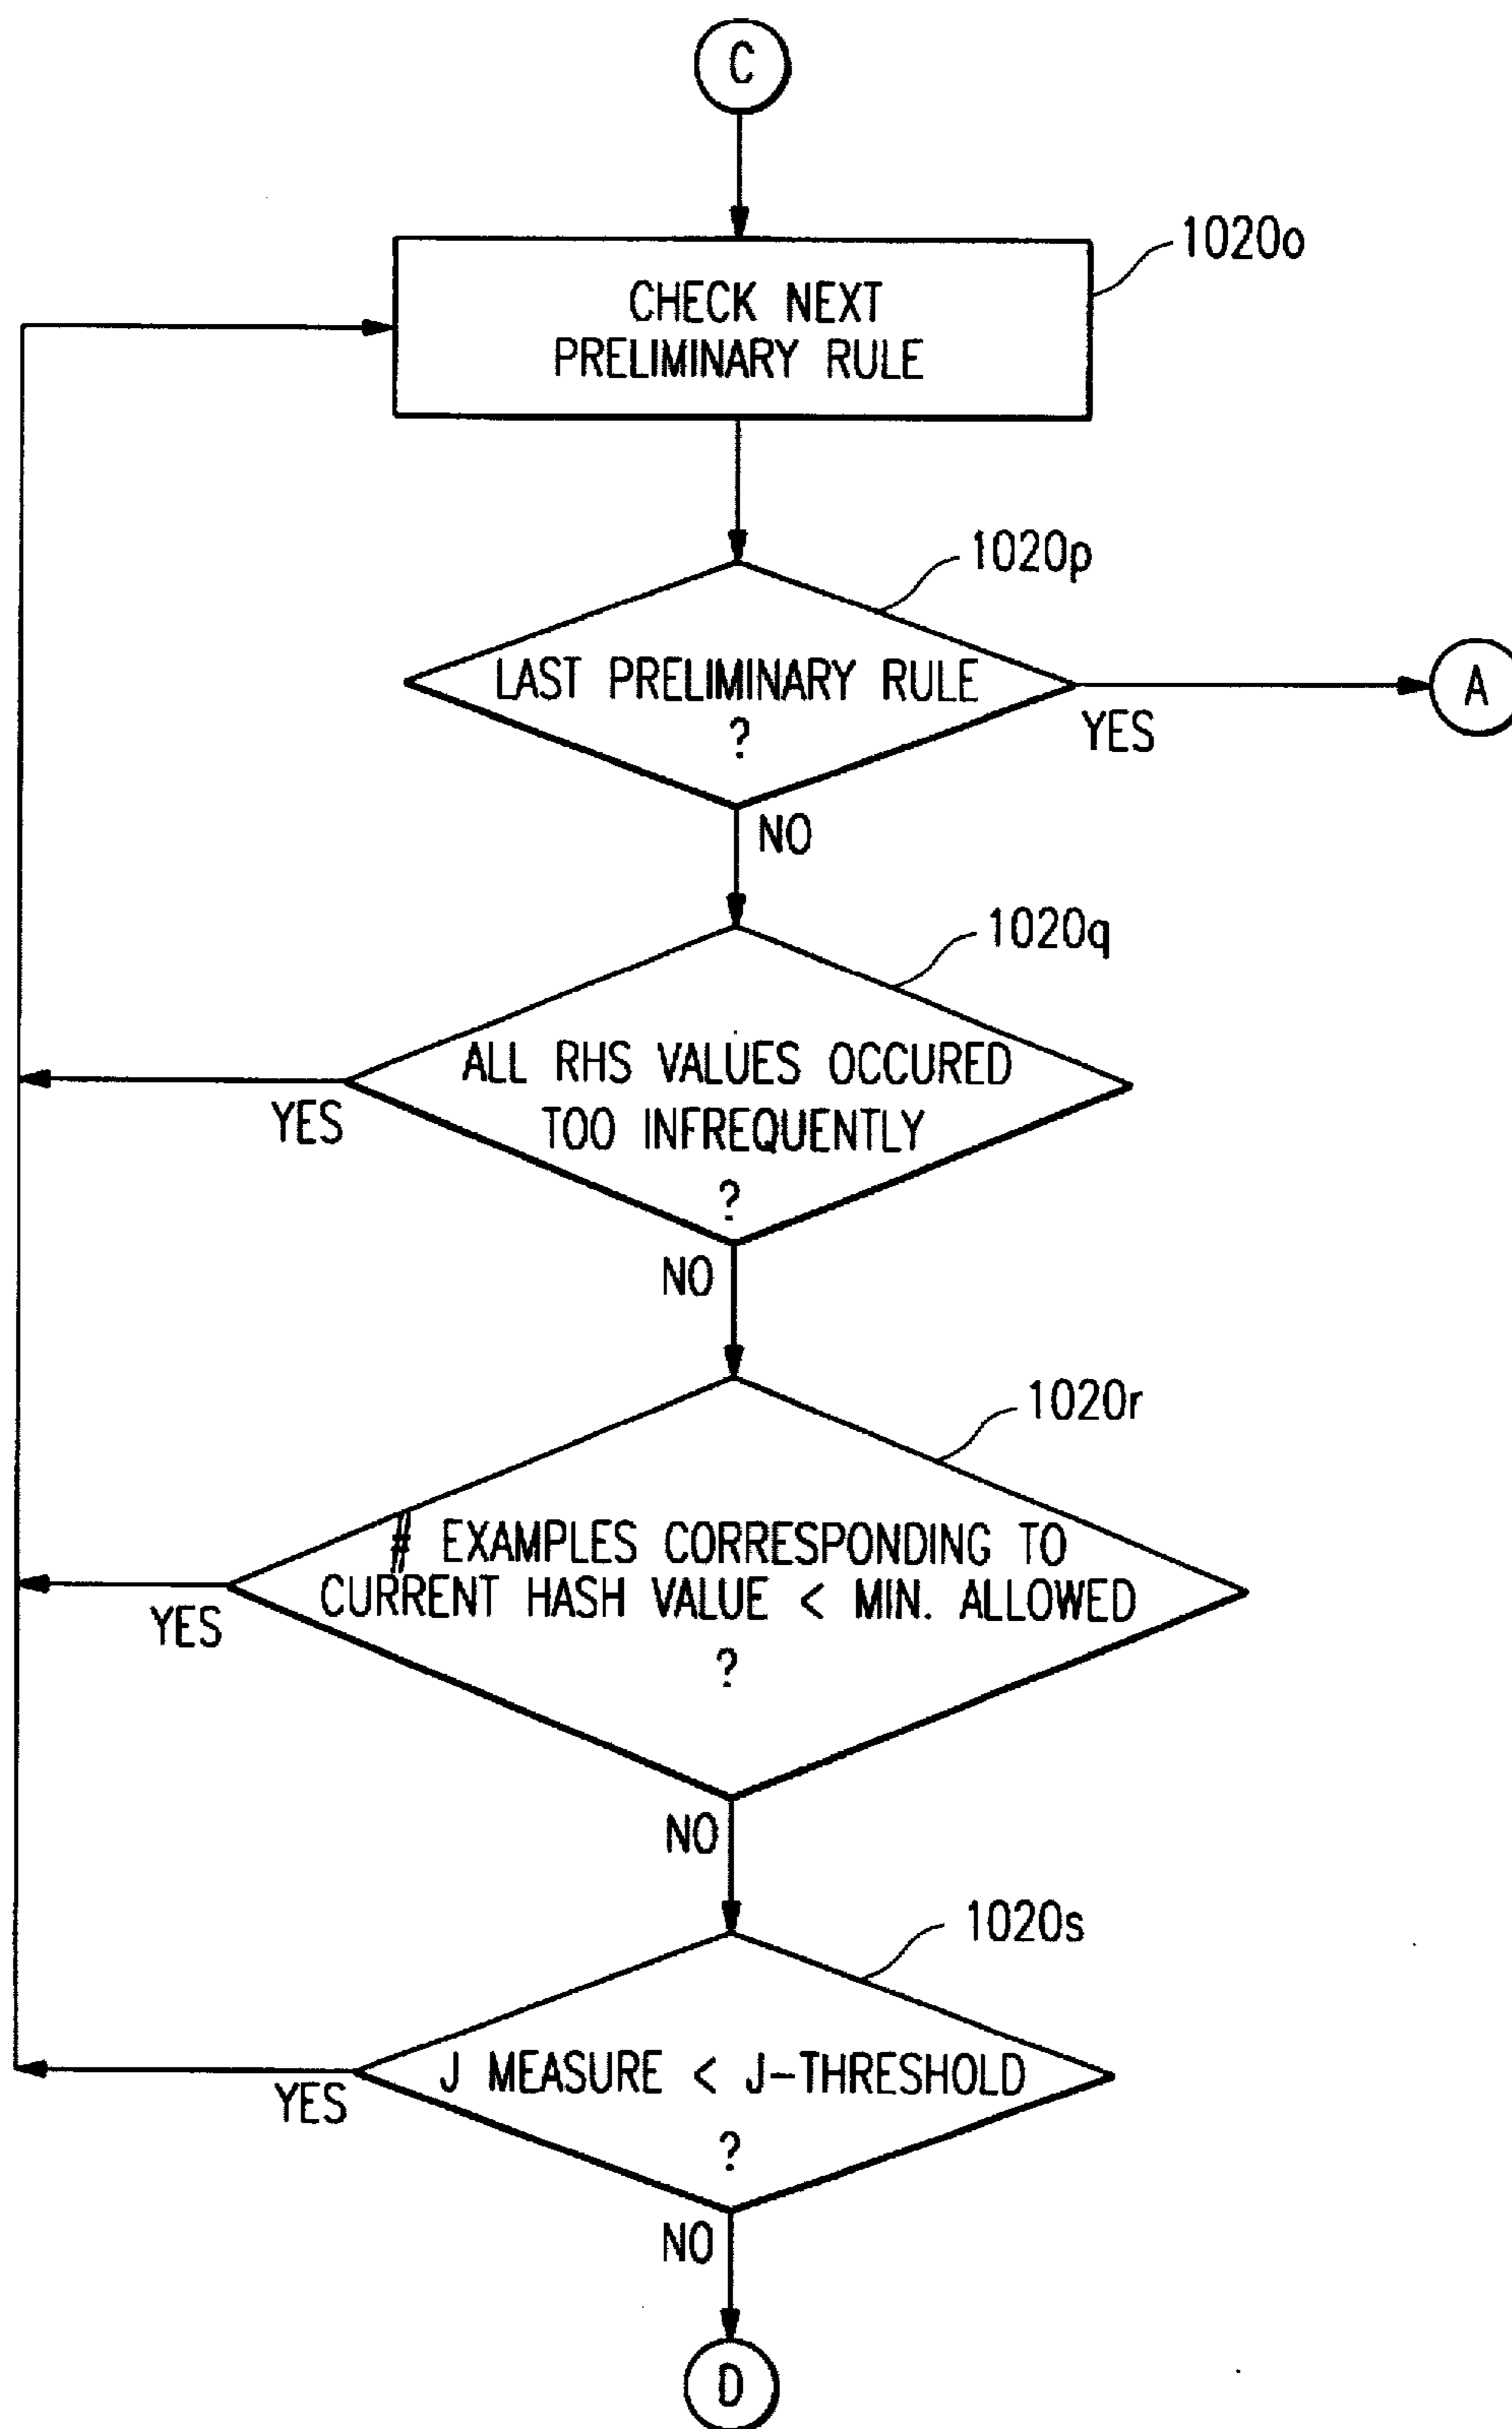 C
1020o
CHECK NEXT
PRELIMINARY RULE
1020p
LAST PRELIMINARY RULE
?
YES
A
NO
1020q
ALL RHS VALUES OCCURED
TOO INFREQUENTLY
?
YES
NO
1020r
# EXAMPLES CORRESPONDING TO
CURRENT HASH VALUE < MIN. ALLOWED
?
YES
NO
1020s
J MEASURE < J-THRESHOLD
?
YES
NO
D